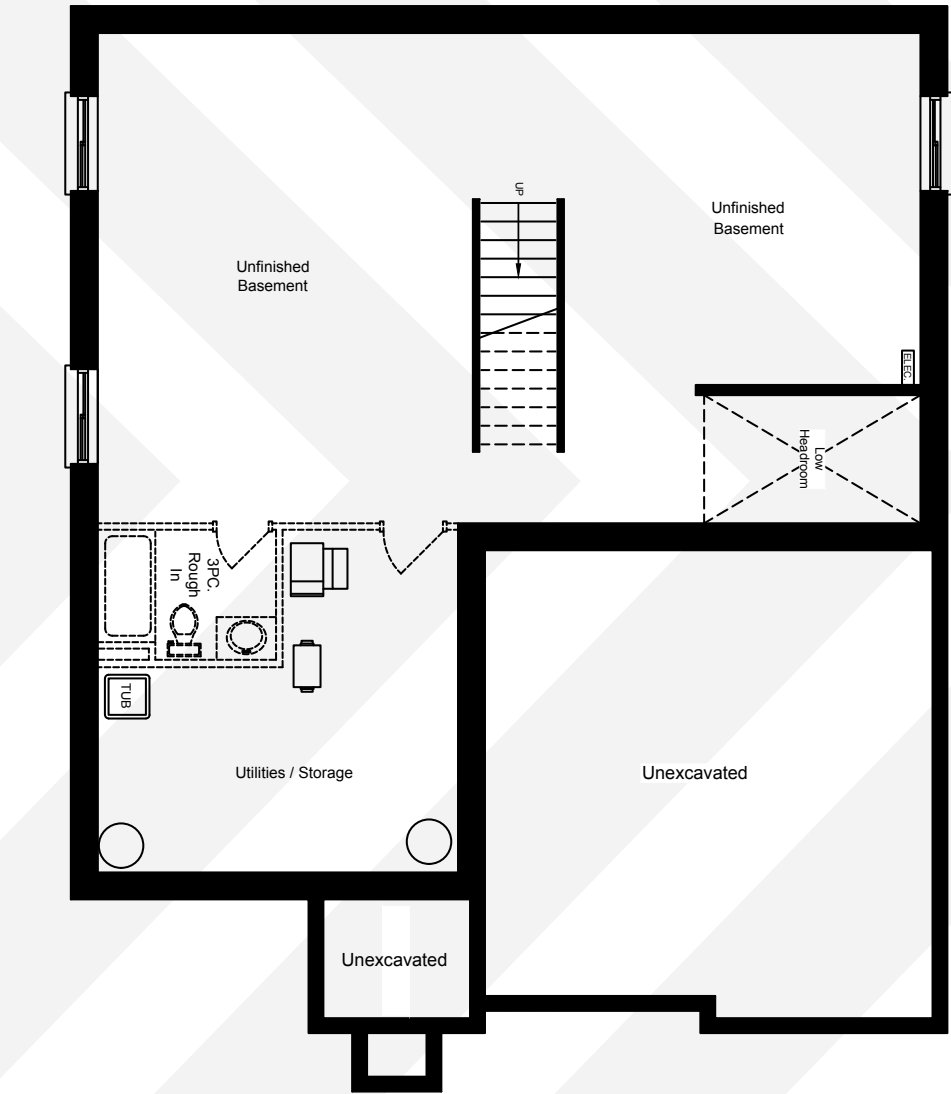 UP
Unfinished
Basement
Unfinished
Basement
ELEC.
Low
Headroom
3PC.
Rough
In
TUB
Utilities / Storage
Unexcavated
Unexcavated